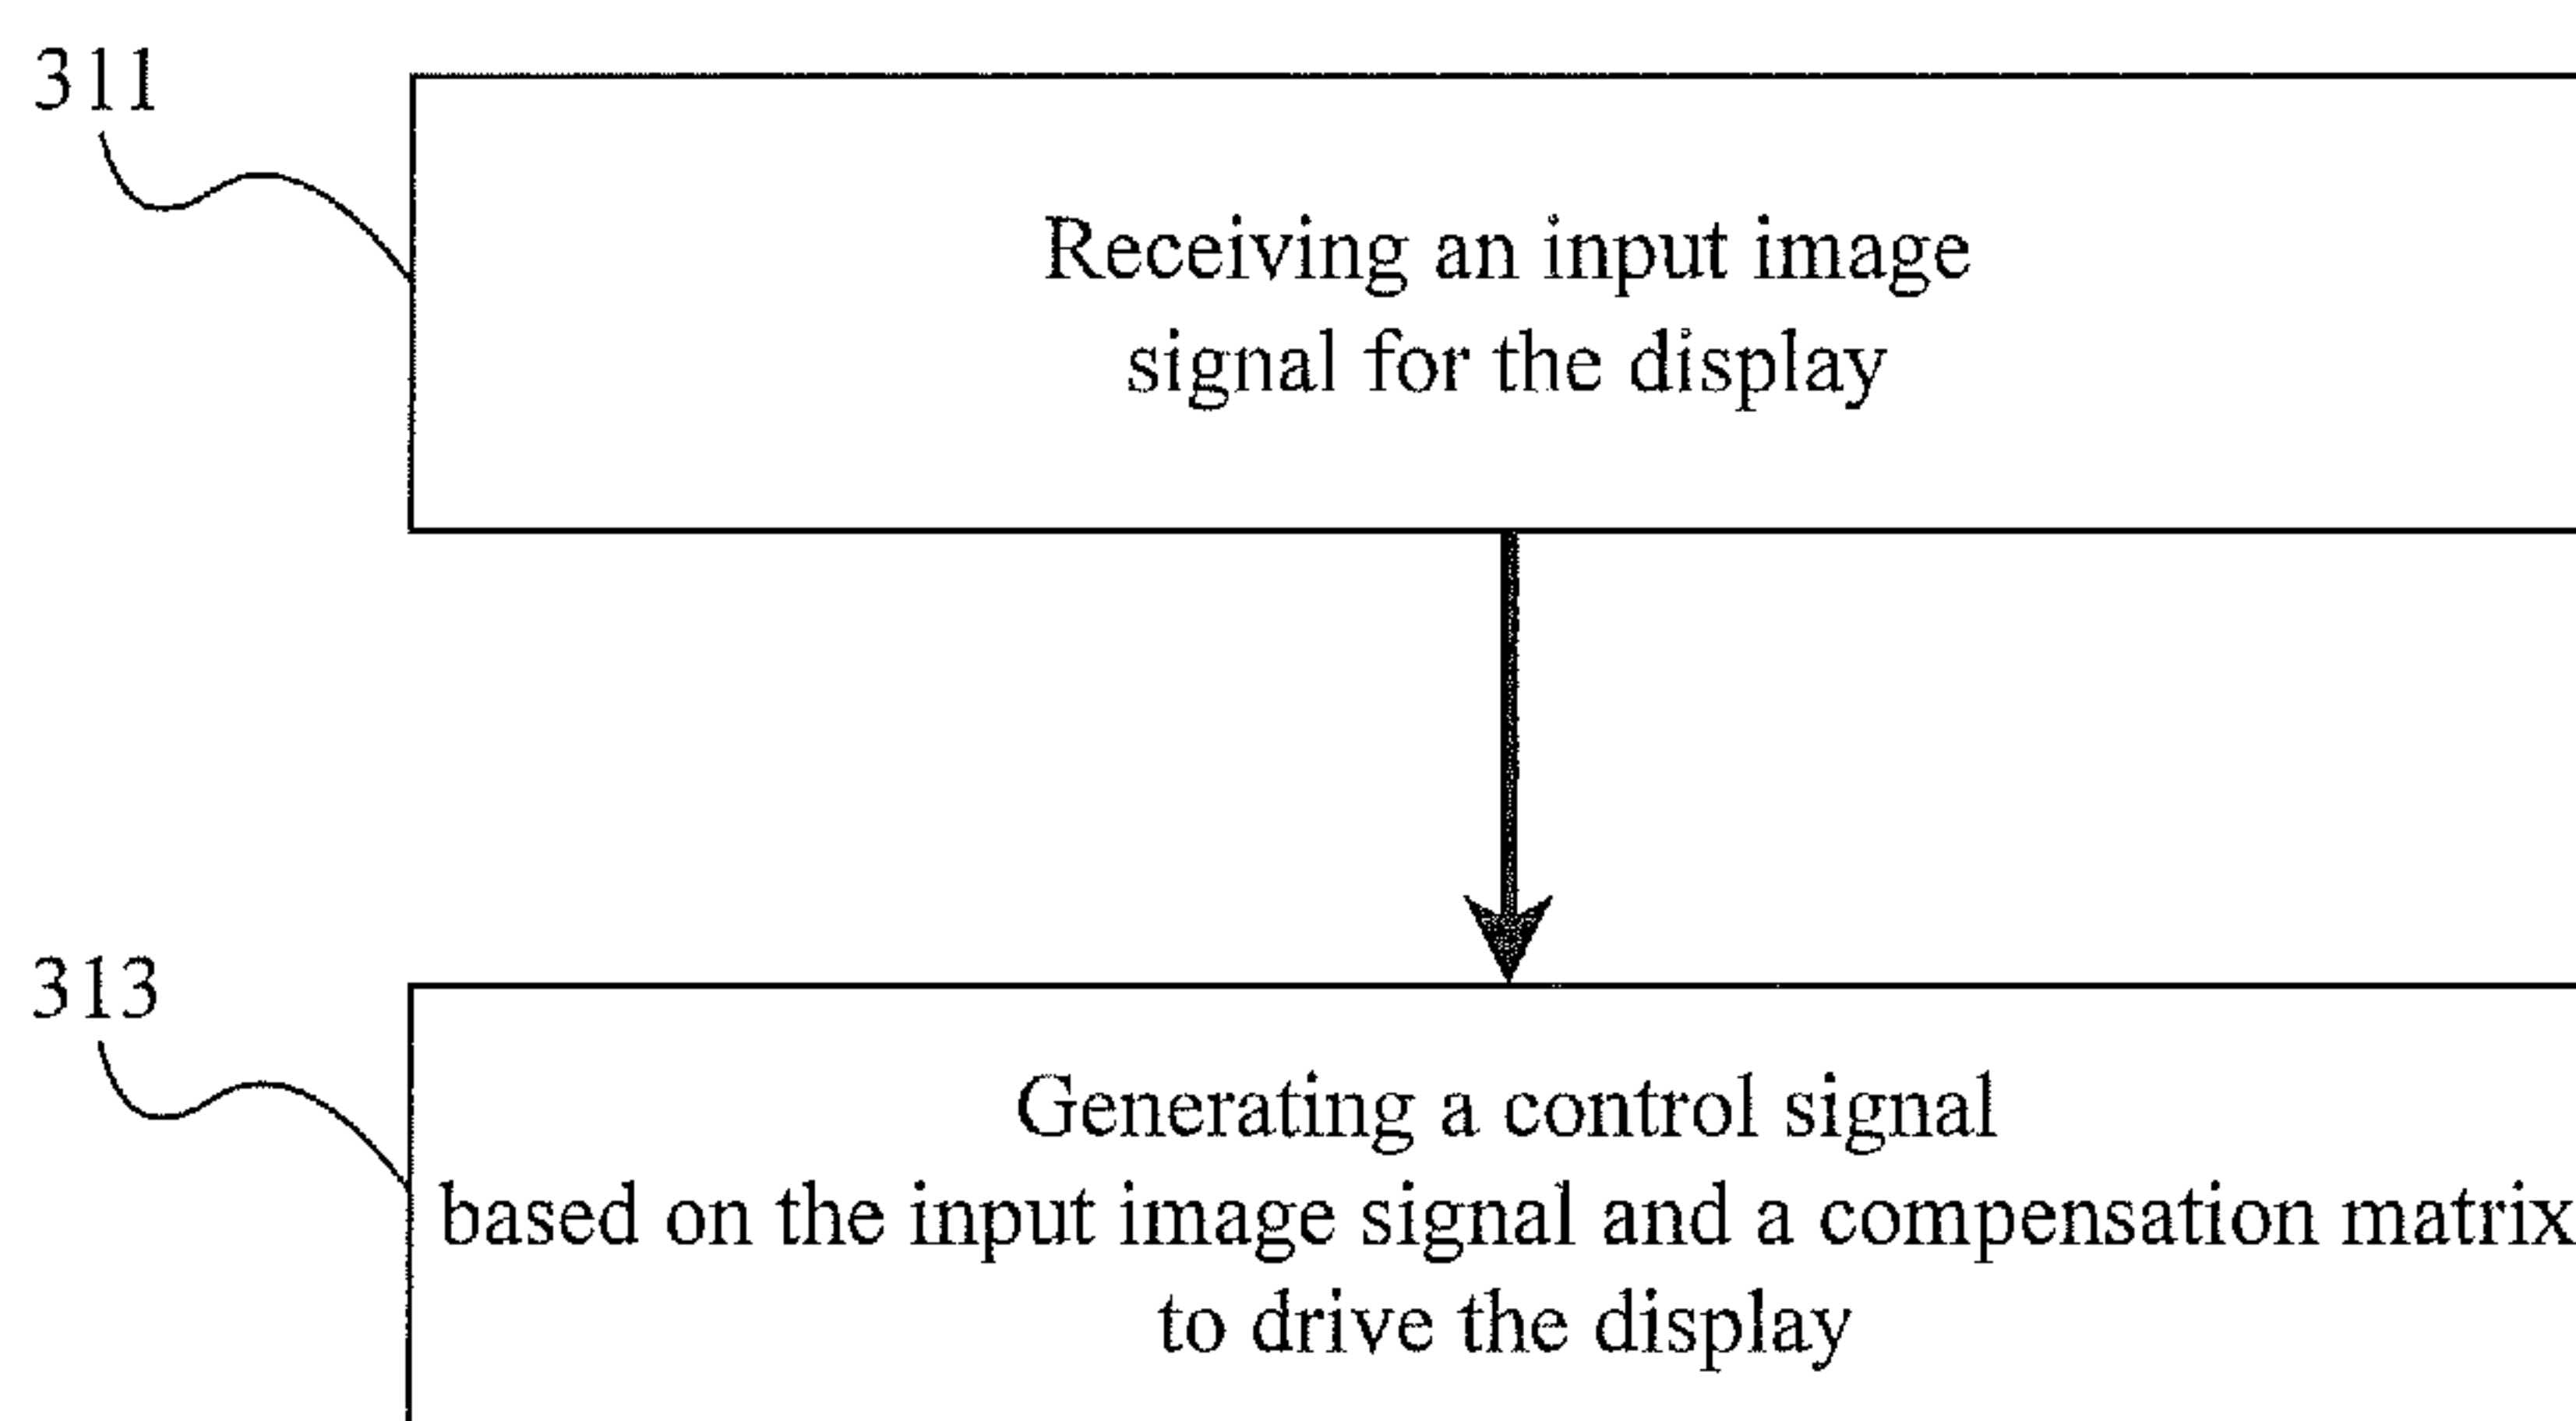 311
Receiving an input image
signal for the display
313
Generating a control signal
based on the input image signal and a compensation matrix
to drive the display